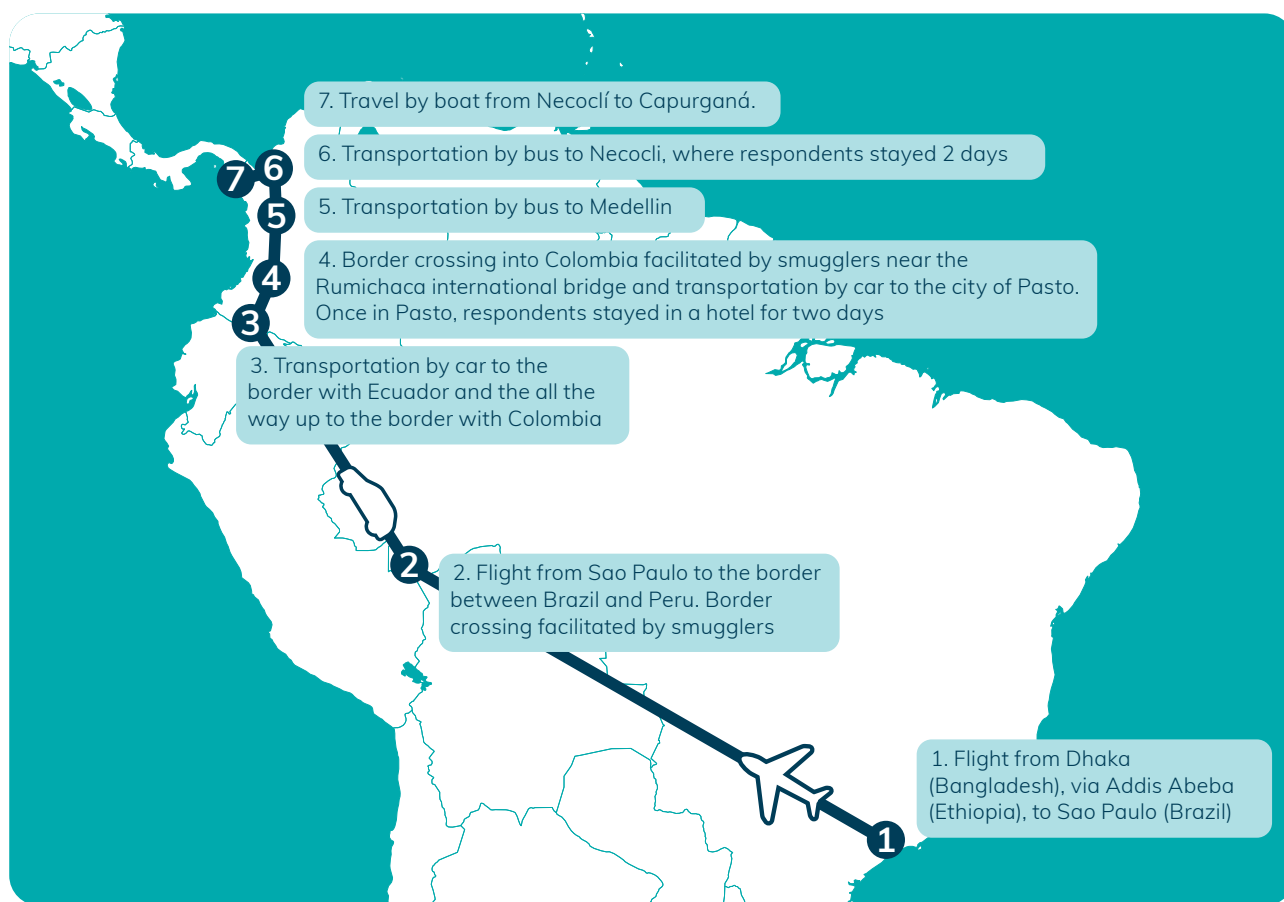 7. Travel by boat from Necoclí to Capurganá.
6. Transportation by bus to Necocli, where respondents stayed 2 days
7
6
5
5. Transportation by bus to Medellin
4. Border crossing into Colombia facilitated by smugglers near the
Rumichaca international bridge and transportation by car to the city of Pasto.
Once in Pasto, respondents stayed in a hotel for two days
4
3
3. Transportation by car to the
border with Ecuador and the all the
way up to the border with Colombia
2
2. Flight from Sao Paulo to the border
between Brazil and Peru. Border
crossing facilitated by smugglers
1. Flight from Dhaka
(Bangladesh), via Addis Abeba
(Ethiopia), to Sao Paulo (Brazil)
1